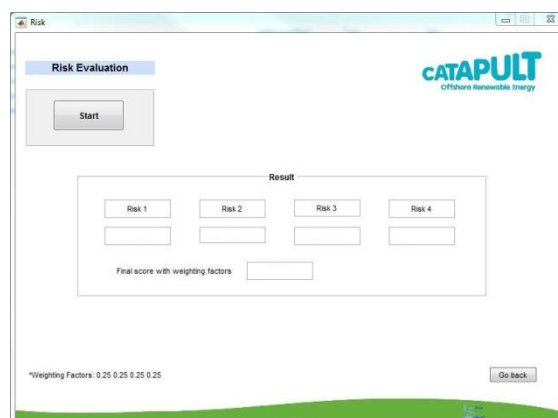 Risk
Risk Evaluation
CATAPULT
Offshore Renewable Energy
Start
Result
Risk 1
Risk 2
Risk 3
Risk 4
Final score with weighting factors
*Weighting Factors: 0.25 0.25 0.25 0.25
Go back